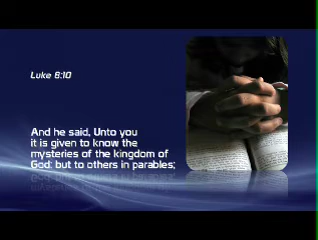 Luke 6:10
And he said, Unto you
it is given to know the
mysteries of the kingdom of
God: but to others in parables;